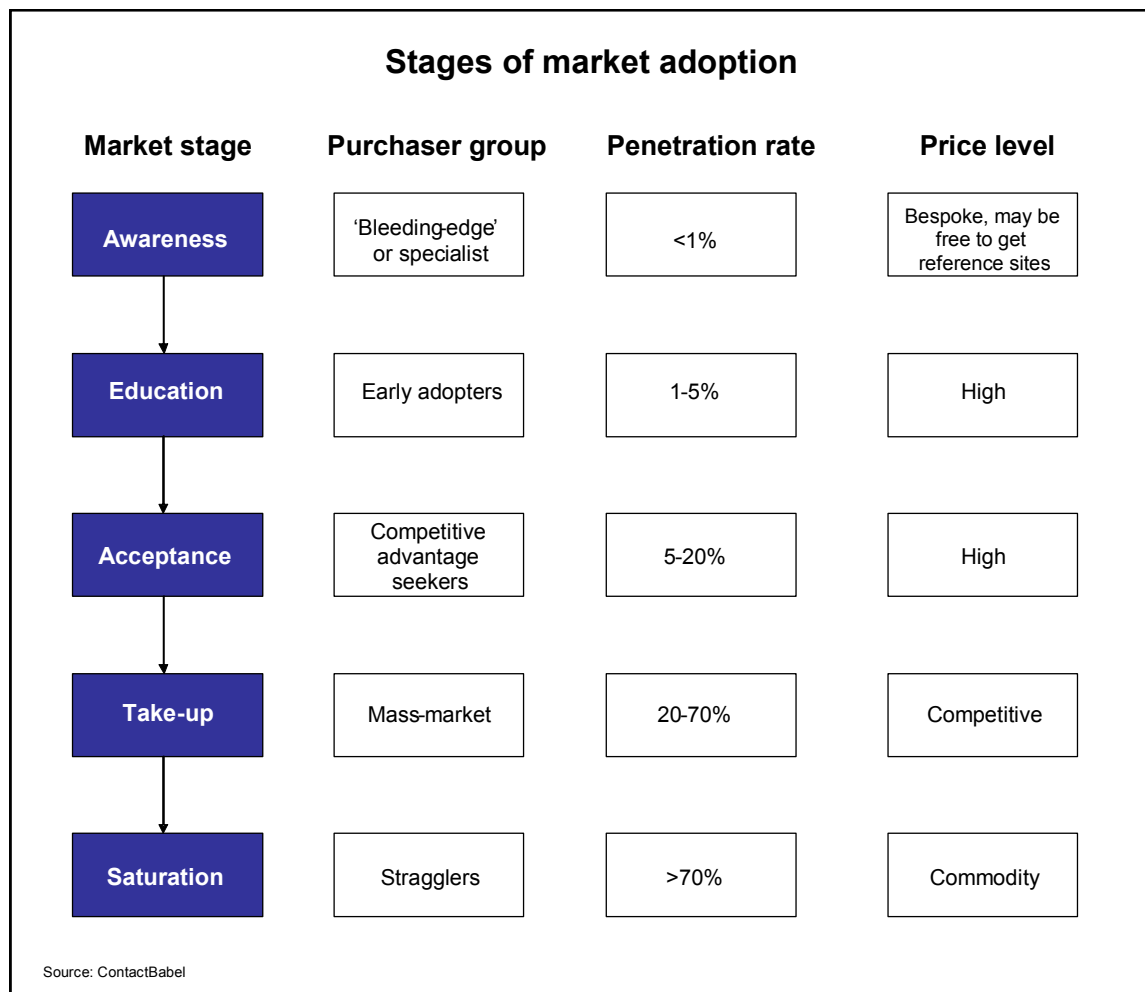 Stages of market adoption
Market stage
Purchaser group
Penetration rate
Price level
Awareness
‘Bleeding-edge’
or specialist
<1%
Bespoke, may be
free to get
reference sites
Education
Early adopters
1-5%
High
Acceptance
Competitive
advantage
seekers
5-20%
High
Take-up
Mass-market
20-70%
Competitive
Saturation
Stragglers
>70%
Commodity
Source: ContactBabel